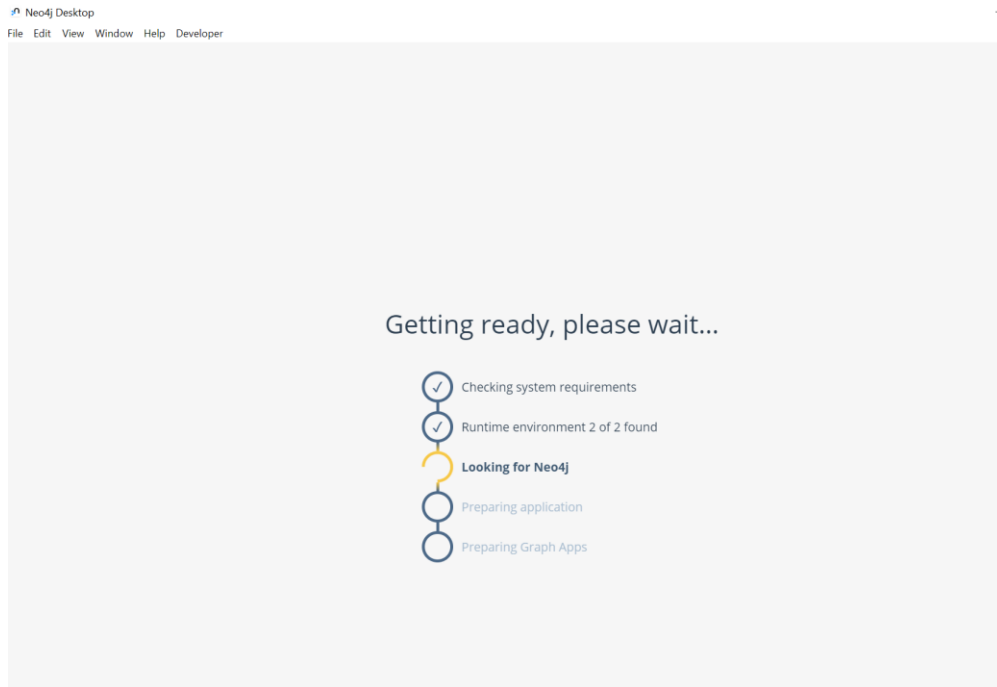 Neo4j Desktop
File Edit View Window Help Developer
Getting ready, please wait...
Checking system requirements
Runtime environment 2 of 2 found
Looking for Neo4j
Preparing application
Preparing Graph Apps